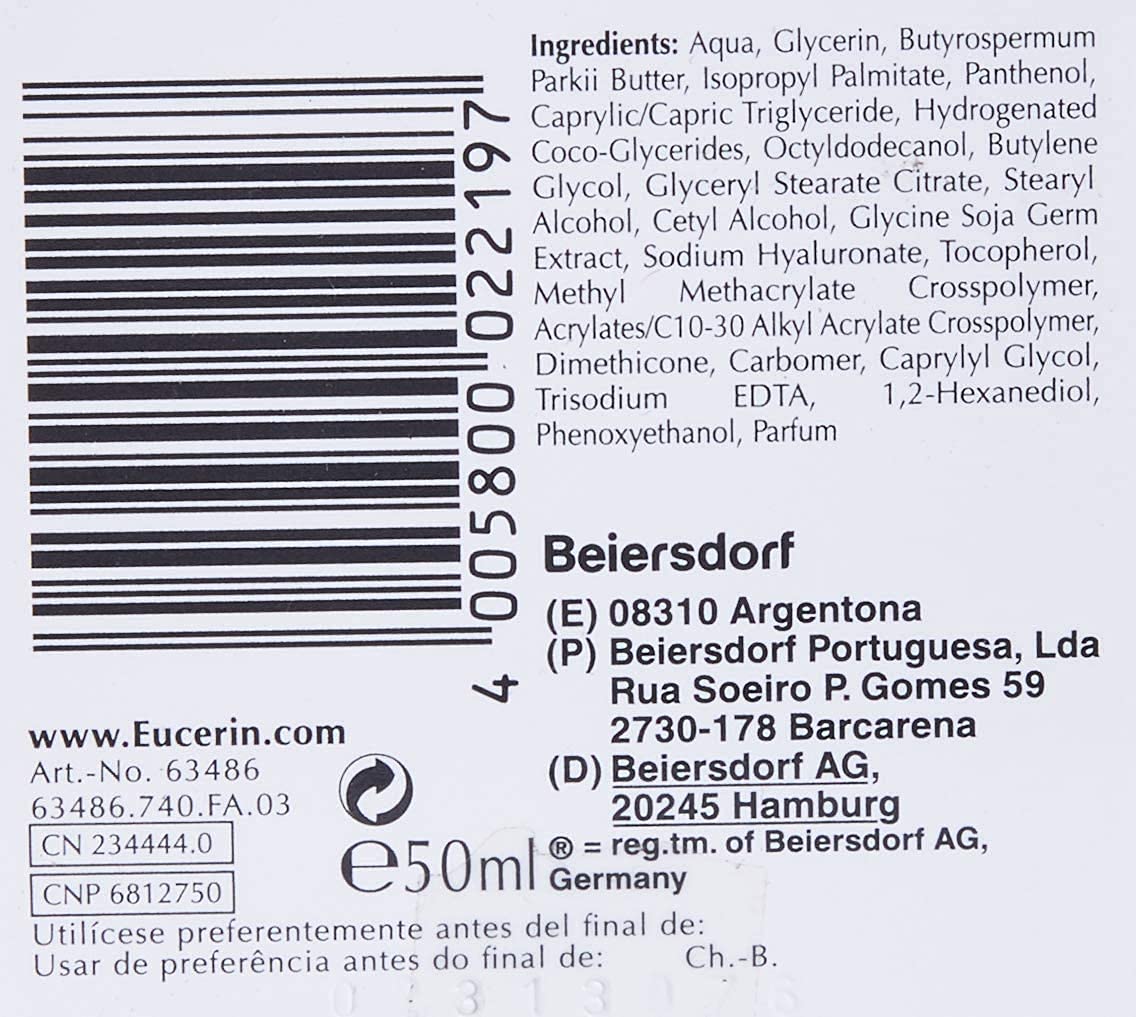 Ingredients: Aqua, Glycerin, Butyrospermum
Parkii Butter, Isopropyl Palmitate, Panthenol,
Caprylic/Capric Triglyceride, Hydrogenated
Coco-Glycerides, Octyldodecanol, Butylene
Glycol, Glyceryl Stearate Citrate, Stearyl
Alcohol, Cetyl Alcohol, Glycine Soja Germ
Extract, Sodium Hyaluronate, Tocopherol,
Methyl Methacrylate Crosspolymer,
Acrylates/C10-30 Alkyl Acrylate Crosspolymer,
Dimethicone, Carbomer, Caprylyl Glycol,
Trisodium EDTA, 1,2-Hexanediol,
Phenoxyethanol, Parfum
4 005800 022197
Beiersdorf
(E) 08310 Argentona
(P) Beiersdorf Portuguesa, Lda
Rua Soeiro P. Gomes 59
2730-178 Barcarena
(D) Beiersdorf AG,
20245 Hamburg
® = reg.tm. of Beiersdorf AG,
Germany
www.Eucerin.com
Art.-No. 63486
63486.740.FA.03
CN 234444.0
CNP 6812750
℮50ml
Utilícese preferentemente antes del final de:
Usar de preferência antes do final de: Ch.-B.